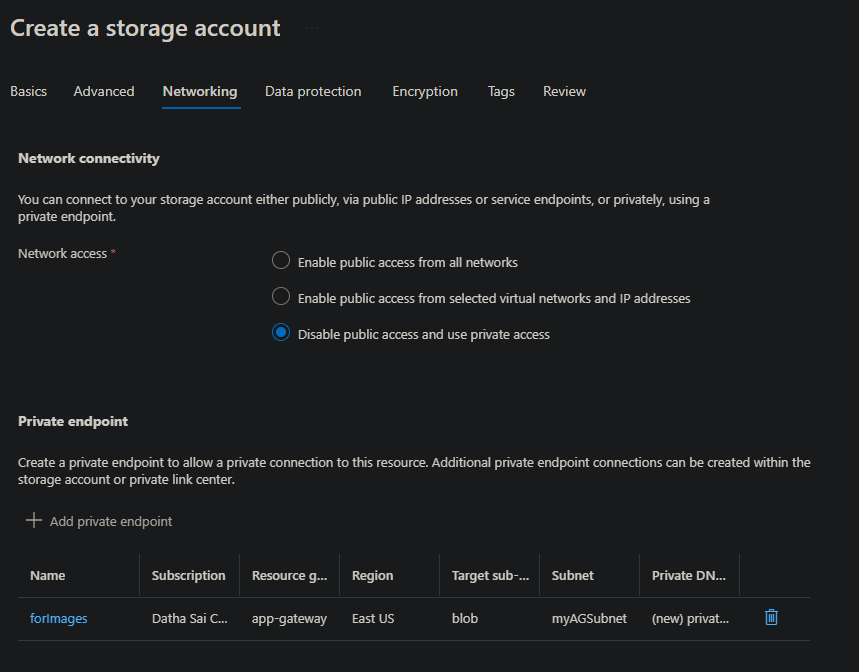 Create a storage account ...
Basics Advanced Networking Data protection Encryption Tags Review
Network connectivity
You can connect to your storage account either publicly, via public IP addresses or service endpoints, or privately, using a
private endpoint.
Network access *
Enable public access from all networks
Enable public access from selected virtual networks and IP addresses
Disable public access and use private access
Private endpoint
Create a private endpoint to allow a private connection to this resource. Additional private endpoint connections can be created within the
storage account or private link center.
+ Add private endpoint
Name Subscription Resource g... Region Target sub-... Subnet Private DN...
forImages Datha Sai C... app-gateway East US blob myAGSubnet (new) privat...